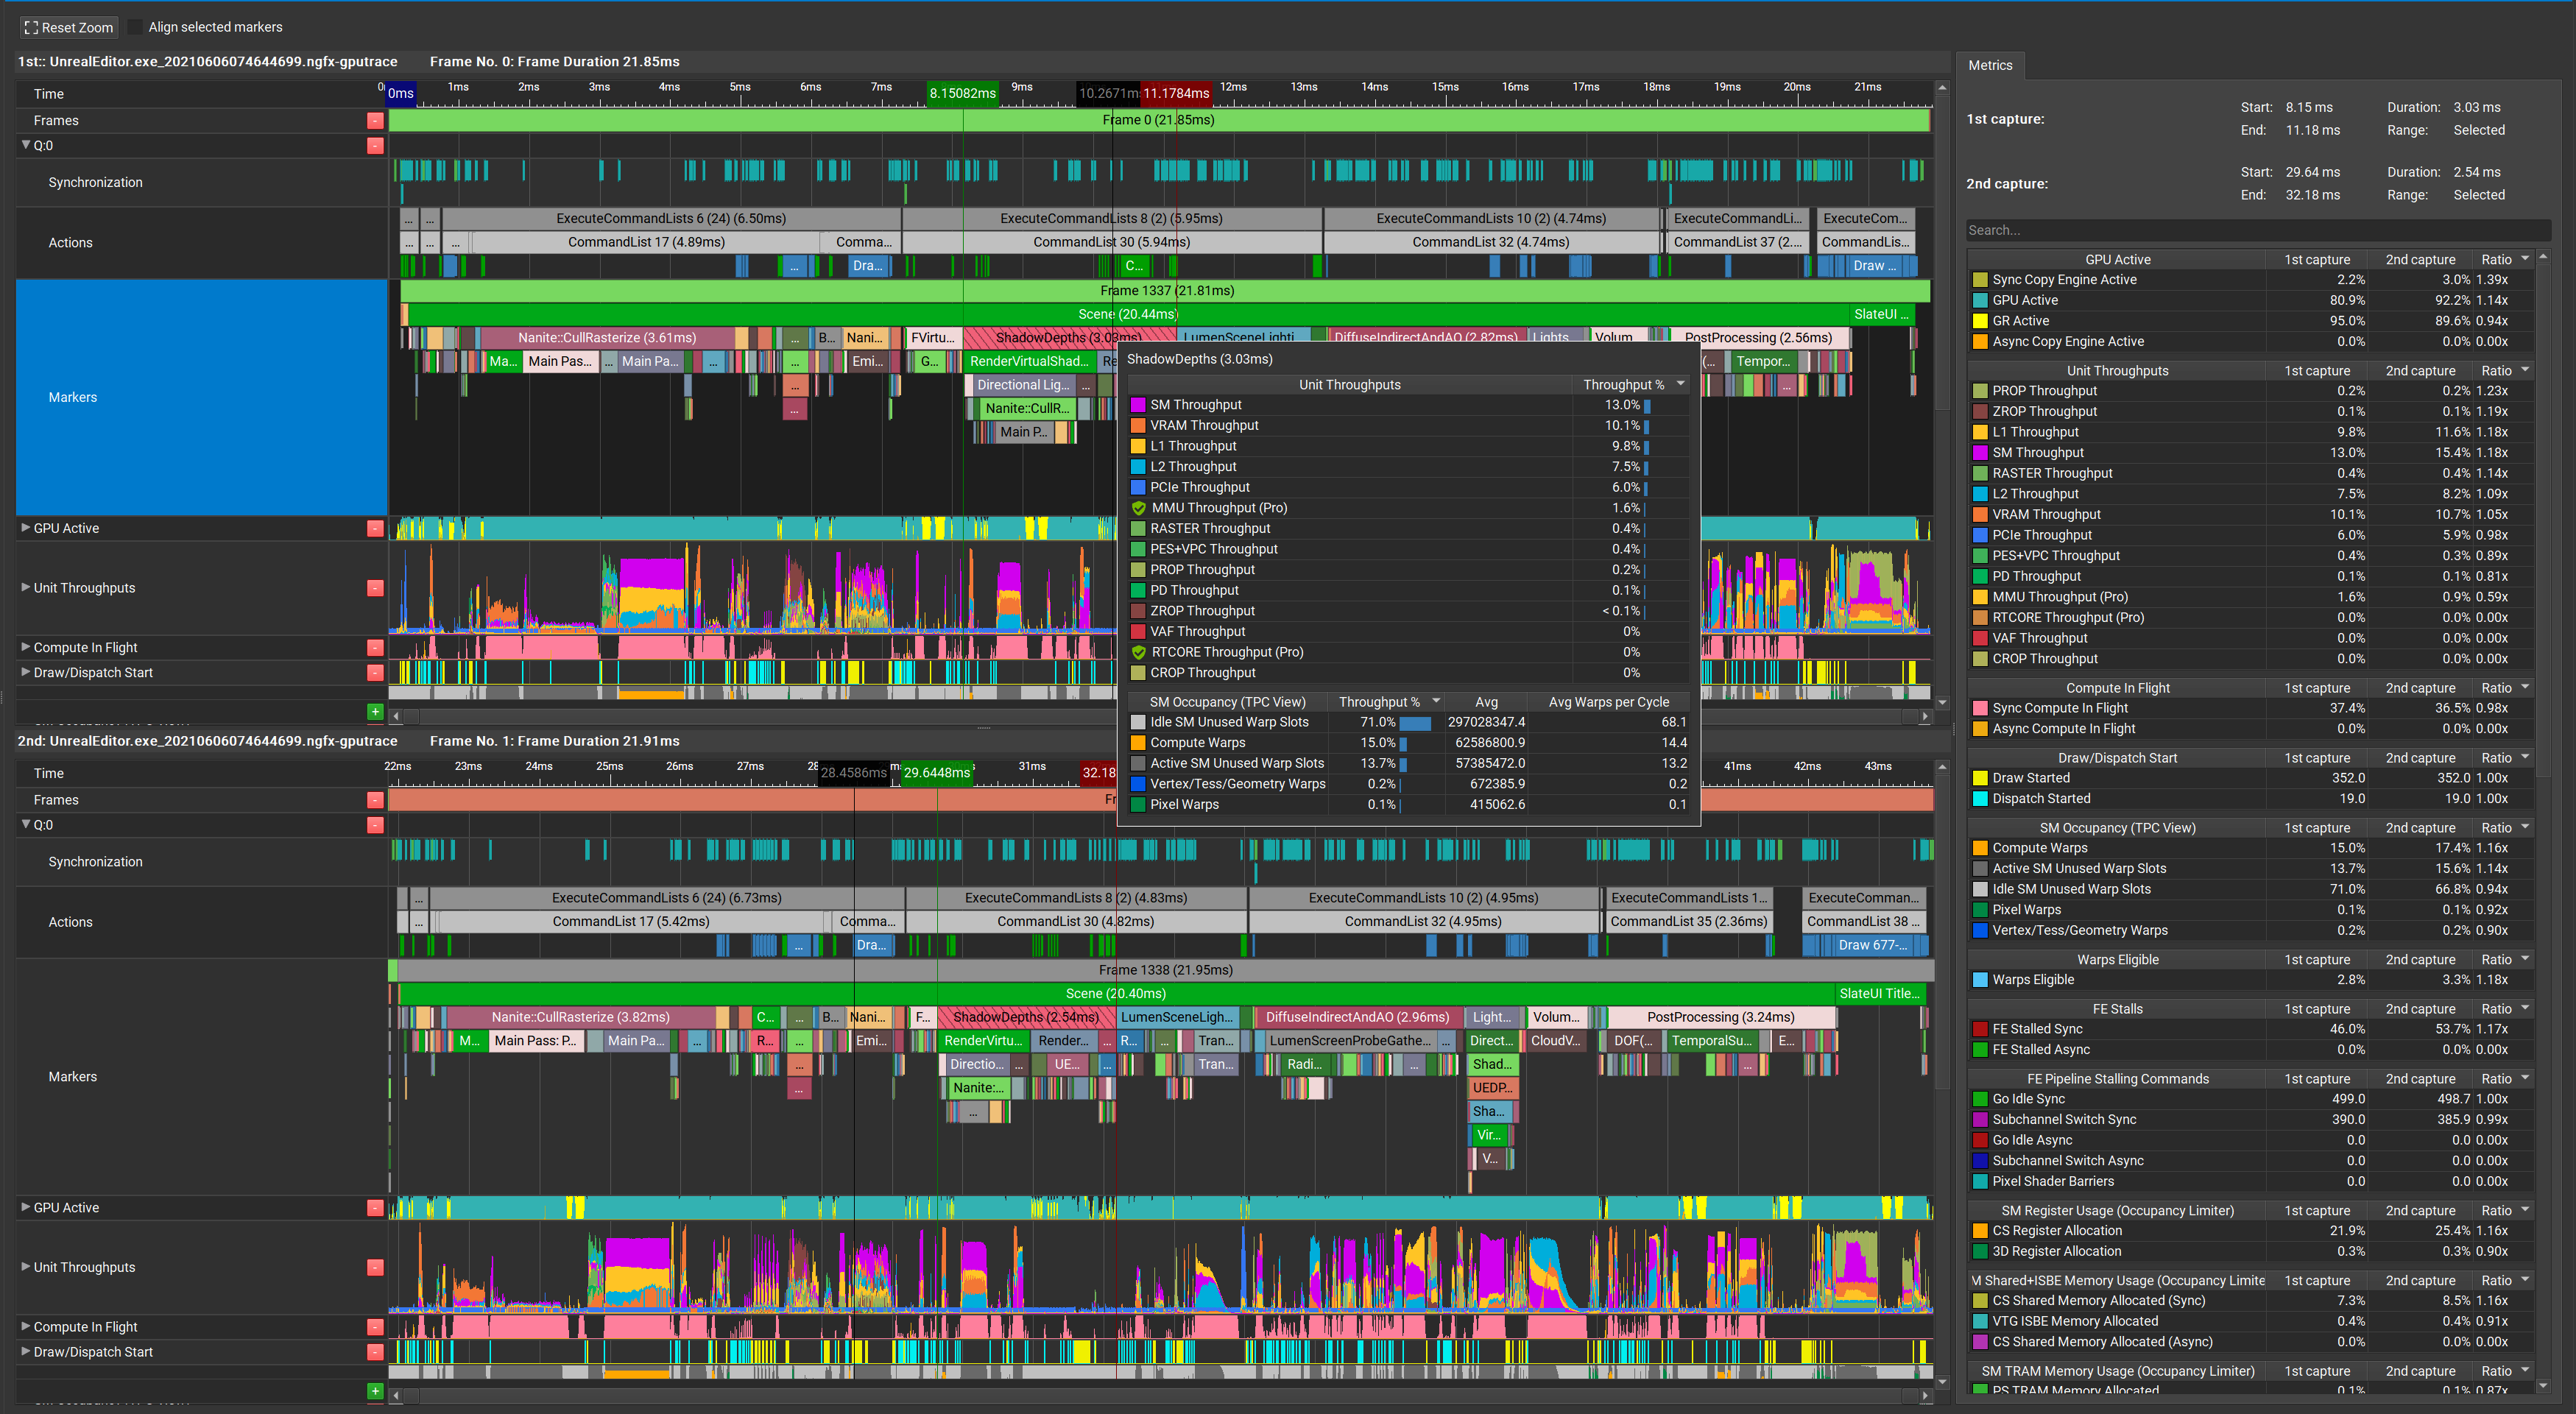 Reset Zoom Align selected markers
1st:: UnrealEditor.exe_20210606074644699.ngfx-gputrace Frame No. 0: Frame Duration 21.85ms
Time 0ms 1ms 2ms 3ms 4ms 5ms 6ms 7ms 8.15082ms 9ms 10.2671ms 11.1784ms 12ms 13ms 14ms 15ms 16ms 17ms 18ms 19ms 20ms 21ms
Frames - Frame 0 (21.85ms)
Q:0 -
Synchronization
ExecuteCommandLists 6 (24) (6.50ms) ExecuteCommandLists 8 (2) (5.95ms) ExecuteCommandLists 10 (2) (4.74ms) ExecuteCommandLi... ExecuteCom...
Actions ... ... ... CommandList 17 (4.89ms) Comma... CommandList 30 (5.94ms) CommandList 32 (4.74ms) CommandList 37 (2.... CommandLis...
... Dra... C... Draw ...
Frame 1337 (21.81ms)
Scene (20.44ms) SlateUI ...
Nanite::CullRasterize (3.61ms) ... B... Nani... FVirtu... ShadowDepths (3.03ms) LumenSceneLighti DiffuseIndirectAndAO (2.82ms) Lights... Volum... PostProcessing (2.56ms)
Ma... Main Pas... ... Main Pa... ... ... Emi... G... RenderVirtualShad... Re (... Tempor...
... Directional Lig... ... ...
Markers
... Nanite::CullR...
Main P...
GPU Active -
Unit Throughputs -
Compute In Flight -
Draw/Dispatch Start -
+
ShadowDepths (3.03ms)
Unit Throughputs Throughput %
SM Throughput 13.0%
VRAM Throughput 10.1%
L1 Throughput 9.8%
L2 Throughput 7.5%
PCIe Throughput 6.0%
MMU Throughput (Pro) 1.6%
RASTER Throughput 0.4%
PES+VPC Throughput 0.4%
PROP Throughput 0.2%
PD Throughput 0.1%
ZROP Throughput < 0.1%
VAF Throughput 0%
RTCORE Throughput (Pro) 0%
CROP Throughput 0%
SM Occupancy (TPC View) Throughput % Avg Avg Warps per Cycle
Idle SM Unused Warp Slots 71.0% 297028347.4 68.1
Compute Warps 15.0% 62586800.9 14.4
Active SM Unused Warp Slots 13.7% 57385472.0 13.2
Vertex/Tess/Geometry Warps 0.2% 672385.9 0.2
Pixel Warps 0.1% 415062.6 0.1
2nd: UnrealEditor.exe_20210606074644699.ngfx-gputrace Frame No. 1: Frame Duration 21.91ms
Time 22ms 23ms 24ms 25ms 26ms 27ms 28.4586ms 29.6448ms 31ms 32.18 41ms 42ms 43ms
Frames - Fr
Q:0 -
Synchronization
... ExecuteCommandLists 6 (24) (6.73ms) ExecuteCommandLists 8 (2) (4.83ms) ExecuteCommandLists 10 (2) (4.95ms) ExecuteCommandLists 1... ExecuteComman...
Actions ... CommandList 17 (5.42ms) Comma... CommandList 30 (4.82ms) CommandList 32 (4.95ms) CommandList 35 (2.36ms) CommandList 38 ...
... Dra... Draw 677-...
Frame 1338 (21.95ms)
Scene (20.40ms) SlateUI Title...
Nanite::CullRasterize (3.82ms) C... ... B... Nani... F... ShadowDepths (2.54ms) LumenSceneLigh... DiffuseIndirectAndAO (2.96ms) Light... Volum... PostProcessing (3.24ms)
M... Main Pass: P... Main Pa... ... R... ... Emi... RenderVirtu... Render... ... R... ... Tran... LumenScreenProbeGathe... ... Direct... CloudV... DOF(... TemporalSu... E...
... Directio... ... UE... ... Tran... Radi... ... Shad... ...
Markers ... Nanite:... UEDP...
... Sha...
Vir...
V...
GPU Active -
Unit Throughputs -
Compute In Flight -
Draw/Dispatch Start -
+
Metrics
1st capture: Start: 8.15 ms Duration: 3.03 ms
End: 11.18 ms Range: Selected
2nd capture: Start: 29.64 ms Duration: 2.54 ms
End: 32.18 ms Range: Selected
Search...
GPU Active 1st capture 2nd capture Ratio
Sync Copy Engine Active 2.2% 3.0% 1.39x
GPU Active 80.9% 92.2% 1.14x
GR Active 95.0% 89.6% 0.94x
Async Copy Engine Active 0.0% 0.0% 0.00x
Unit Throughputs 1st capture 2nd capture Ratio
PROP Throughput 0.2% 0.2% 1.23x
ZROP Throughput 0.1% 0.1% 1.19x
L1 Throughput 9.8% 11.6% 1.18x
SM Throughput 13.0% 15.4% 1.18x
RASTER Throughput 0.4% 0.4% 1.14x
L2 Throughput 7.5% 8.2% 1.09x
VRAM Throughput 10.1% 10.7% 1.05x
PCIe Throughput 6.0% 5.9% 0.98x
PES+VPC Throughput 0.4% 0.3% 0.89x
PD Throughput 0.1% 0.1% 0.81x
MMU Throughput (Pro) 1.6% 0.9% 0.59x
RTCORE Throughput (Pro) 0.0% 0.0% 0.00x
VAF Throughput 0.0% 0.0% 0.00x
CROP Throughput 0.0% 0.0% 0.00x
Compute In Flight 1st capture 2nd capture Ratio
Sync Compute In Flight 37.4% 36.5% 0.98x
Async Compute In Flight 0.0% 0.0% 0.00x
Draw/Dispatch Start 1st capture 2nd capture Ratio
Draw Started 352.0 352.0 1.00x
Dispatch Started 19.0 19.0 1.00x
SM Occupancy (TPC View) 1st capture 2nd capture Ratio
Compute Warps 15.0% 17.4% 1.16x
Active SM Unused Warp Slots 13.7% 15.6% 1.14x
Idle SM Unused Warp Slots 71.0% 66.8% 0.94x
Pixel Warps 0.1% 0.1% 0.92x
Vertex/Tess/Geometry Warps 0.2% 0.2% 0.90x
Warps Eligible 1st capture 2nd capture Ratio
Warps Eligible 2.8% 3.3% 1.18x
FE Stalls 1st capture 2nd capture Ratio
FE Stalled Sync 46.0% 53.7% 1.17x
FE Stalled Async 0.0% 0.0% 0.00x
FE Pipeline Stalling Commands 1st capture 2nd capture Ratio
Go Idle Sync 499.0 498.7 1.00x
Subchannel Switch Sync 390.0 385.9 0.99x
Go Idle Async 0.0 0.0 0.00x
Subchannel Switch Async 0.0 0.0 0.00x
Pixel Shader Barriers 0.0 0.0 0.00x
SM Register Usage (Occupancy Limiter) 1st capture 2nd capture Ratio
CS Register Allocation 21.9% 25.4% 1.16x
3D Register Allocation 0.3% 0.3% 0.90x
M Shared+ISBE Memory Usage (Occupancy Limite 1st capture 2nd capture Ratio
CS Shared Memory Allocated (Sync) 7.3% 8.5% 1.16x
VTG ISBE Memory Allocated 0.4% 0.4% 0.91x
CS Shared Memory Allocated (Async) 0.0% 0.0% 0.00x
SM TRAM Memory Usage (Occupancy Limiter) 1st capture 2nd capture Ratio
PS TRAM Memory Allocated 0.1% 0.1% 0.87x